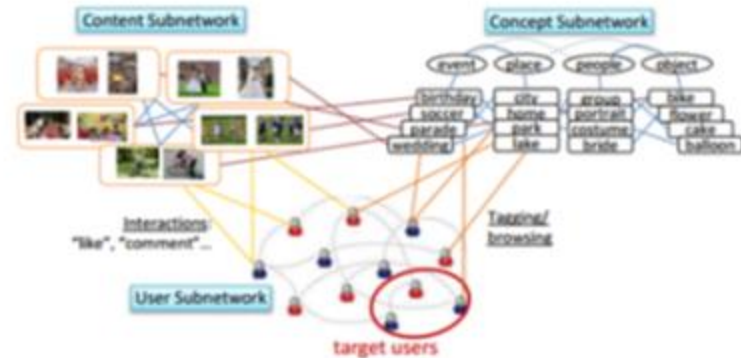 Content Subnetwork
Concept Subnetwork
event place people object
birthday city group bike
soccer home portrait flower
parade park costume cake
wedding lake bride balloon
Interactions:
"like", "comment"...
Tagging/
browsing
User Subnetwork
target users